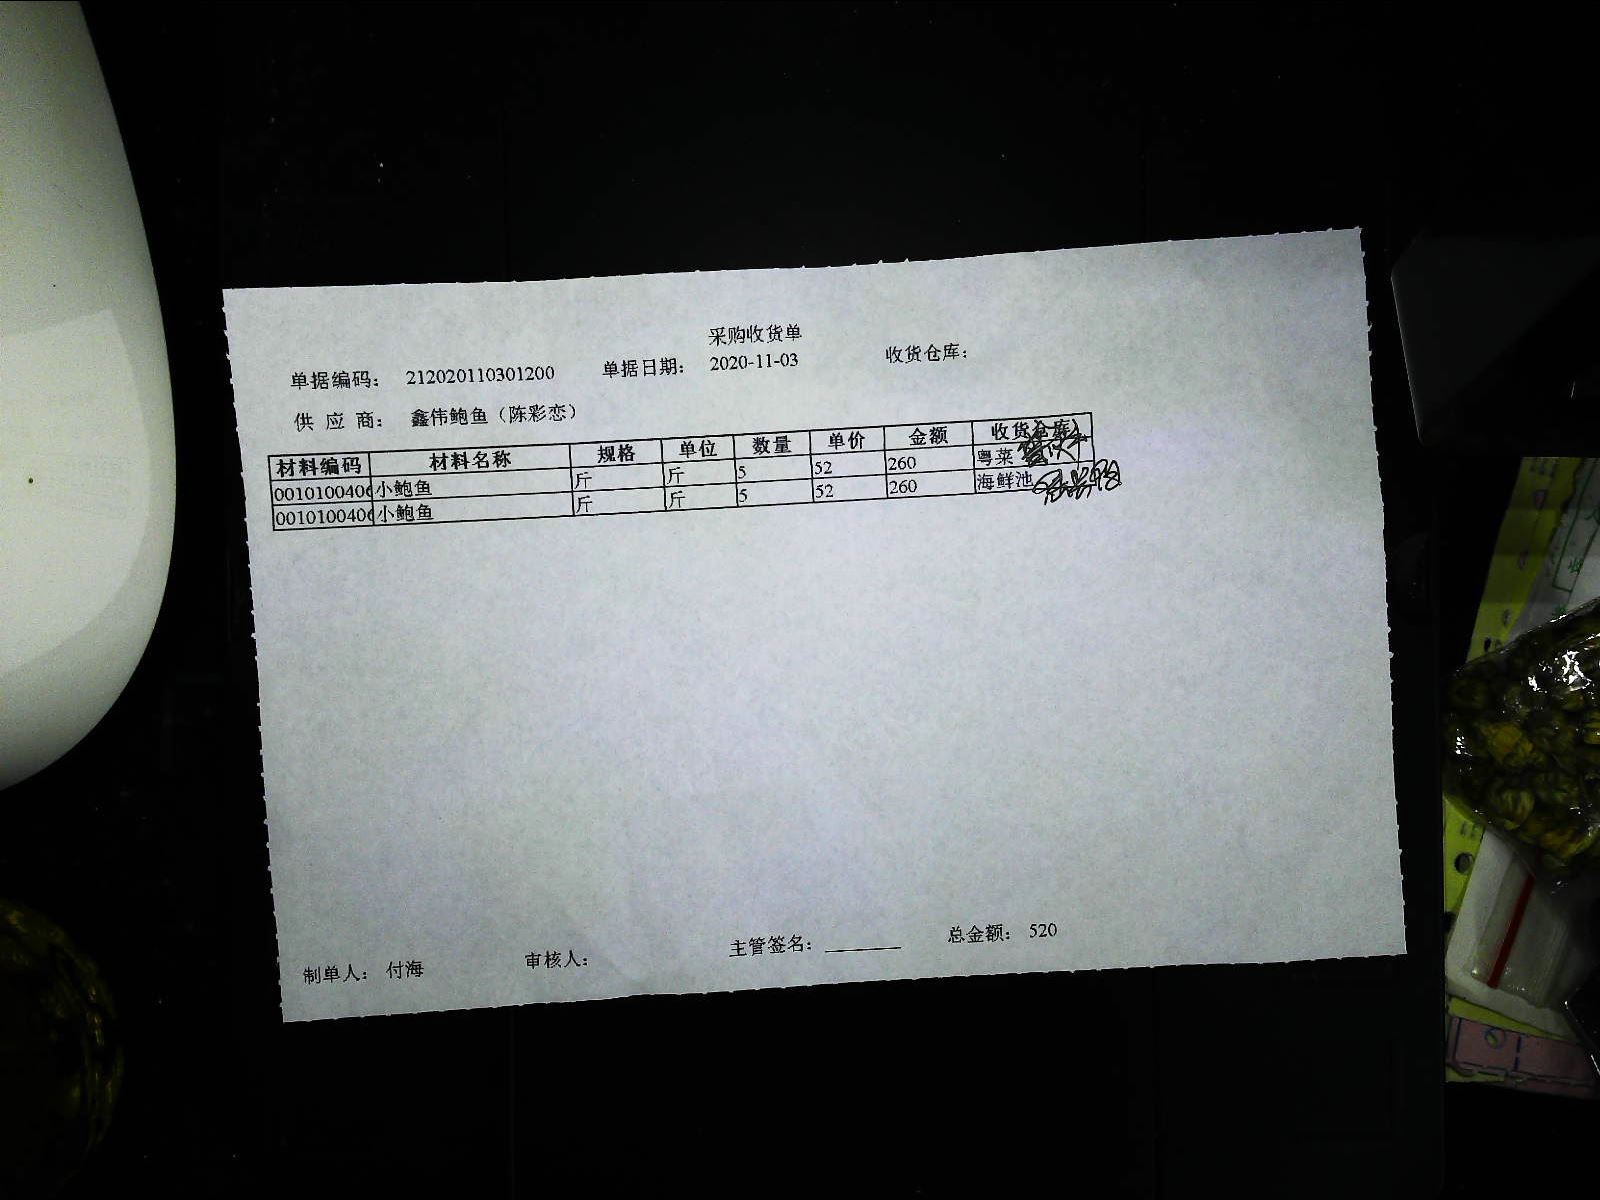 采购收货单
单据编码： 212020110301200 单据日期： 2020-11-03 收货仓库：
供 应 商： 鑫伟鲍鱼（陈彩恋）
材料编码 材料名称 规格 单位 数量 单价 金额 收货仓库
0010100406 小鲍鱼 斤 斤 5 52 260 粤菜
0010100406 小鲍鱼 斤 斤 5 52 260 海鲜池
制单人： 付海 审核人： 主管签名： 总金额： 520